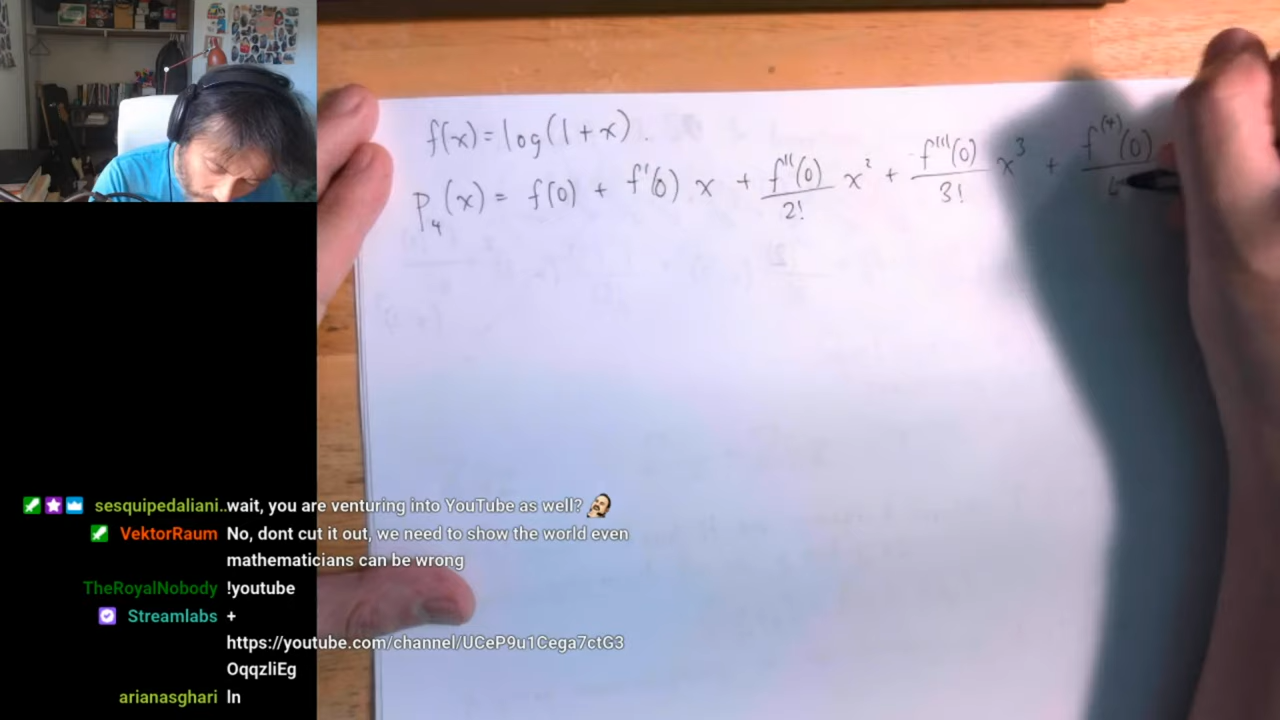 f(x) = log(1 + x).
P₄(x) = f(0) + f'(0) x + f''(0)/2! x² + f'''(0)/3! x³ + f⁽⁴⁾(0)
sesquipedaliani.. wait, you are venturing into YouTube as well?
VektorRaum No, dont cut it out, we need to show the world even
mathematicians can be wrong
TheRoyalNobody !youtube
Streamlabs +
https://youtube.com/channel/UCeP9u1Cega7ctG3
OqqzliEg
arianasghari ln